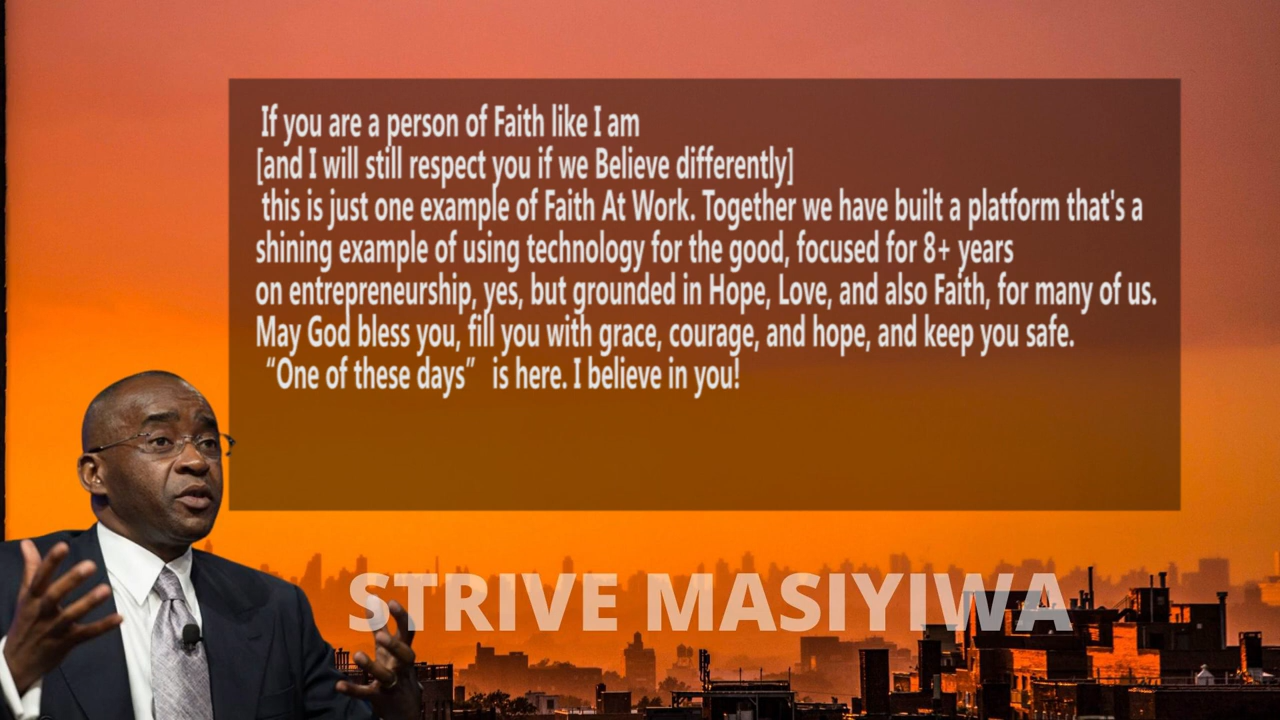 If you are a person of Faith like I am
[and I will still respect you if we Believe differently]
this is just one example of Faith At Work. Together we have built a platform that's a
shining example of using technology for the good, focused for 8+ years
on entrepreneurship, yes, but grounded in Hope, Love, and also Faith, for many of us.
May God bless you, fill you with grace, courage, and hope, and keep you safe.
“One of these days” is here. I believe in you!
STRIVE MASIYIWA